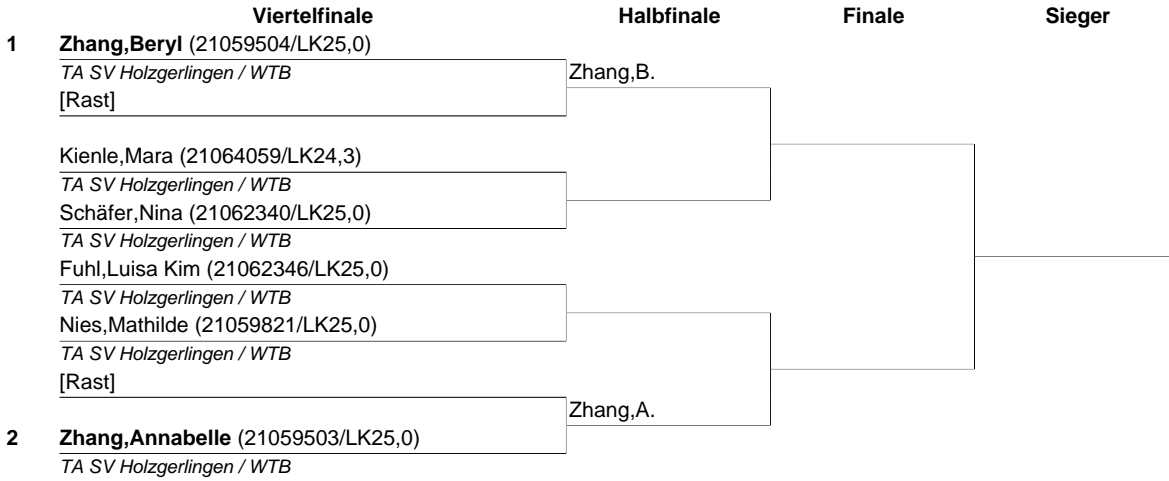 Viertelfinale Halbfinale Finale Sieger
1 Zhang,Beryl (21059504/LK25,0)
TA SV Holzgerlingen / WTB
Zhang,B.
[Rast]
Kienle,Mara (21064059/LK24,3)
TA SV Holzgerlingen / WTB
Schäfer,Nina (21062340/LK25,0)
TA SV Holzgerlingen / WTB
Fuhl,Luisa Kim (21062346/LK25,0)
TA SV Holzgerlingen / WTB
Nies,Mathilde (21059821/LK25,0)
TA SV Holzgerlingen / WTB
[Rast]
Zhang,A.
2 Zhang,Annabelle (21059503/LK25,0)
TA SV Holzgerlingen / WTB